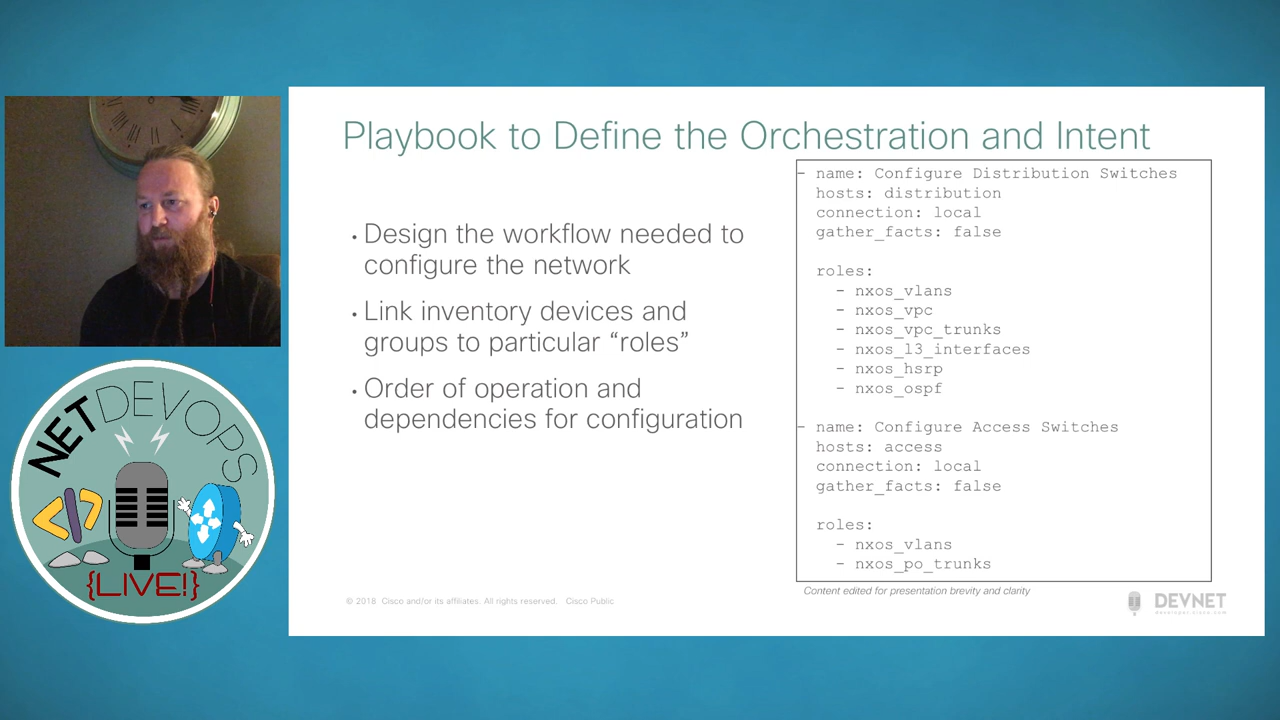 Playbook to Define the Orchestration and Intent
• Design the workflow needed to
configure the network
• Link inventory devices and
groups to particular “roles”
• Order of operation and
dependencies for configuration
- name: Configure Distribution Switches
  hosts: distribution
  connection: local
  gather_facts: false
  roles:
    - nxos_vlans
    - nxos_vpc
    - nxos_vpc_trunks
    - nxos_l3_interfaces
    - nxos_hsrp
    - nxos_ospf
- name: Configure Access Switches
  hosts: access
  connection: local
  gather_facts: false
  roles:
    - nxos_vlans
    - nxos_po_trunks
Content edited for presentation brevity and clarity
© 2018 Cisco and/or its affiliates. All rights reserved. Cisco Public
DEVNET
developer.cisco.com
NETDEVOPS
</>
{LIVE!}